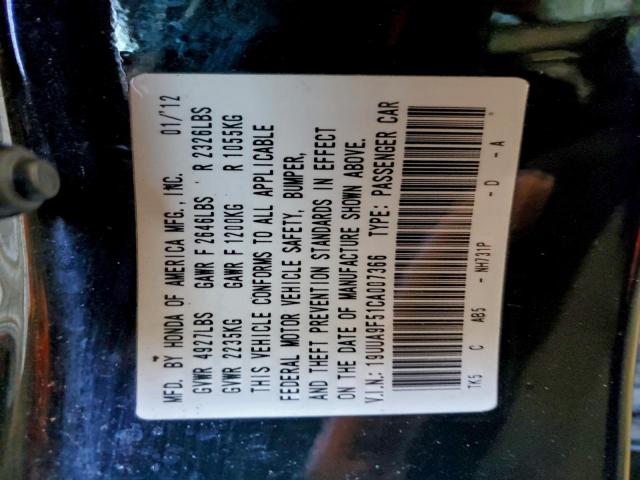 MFD. BY HONDA OF AMERICA MFG., INC. 01/'12
GVWR 4927LBS GAWR F 2646LBS R 2326LBS
GVWR 2235KG GAWR F 1200KG R 1055KG
THIS VEHICLE CONFORMS TO ALL APPLICABLE
FEDERAL MOTOR VEHICLE SAFETY, BUMPER,
AND THEFT PREVENTION STANDARDS IN EFFECT
ON THE DATE OF MANUFACTURE SHOWN ABOVE.
V.I.N.: 19UUA9F51CA007366 TYPE: PASSENGER CAR
TK5 C AB5 - NH731P - D - A